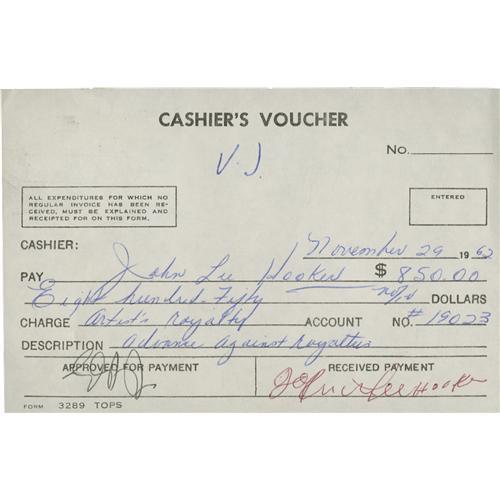 CASHIER'S VOUCHER
V.J.
No.
ALL EXPENDITURES FOR WHICH NO
REGULAR INVOICE HAS BEEN RE-
CEIVED, MUST BE EXPLAINED AND
RECEIPTED FOR ON THIS FORM.
ENTERED
CASHIER: November 29 1962
PAY John Lee Hooker $ 850.00
Eight hundred Fifty no/0 DOLLARS
CHARGE Artist's royalty ACCOUNT NO. #19023
DESCRIPTION advance against royalties
APPROVED FOR PAYMENT RECEIVED PAYMENT
John Lee Hooker
FORM 3289 TOPS